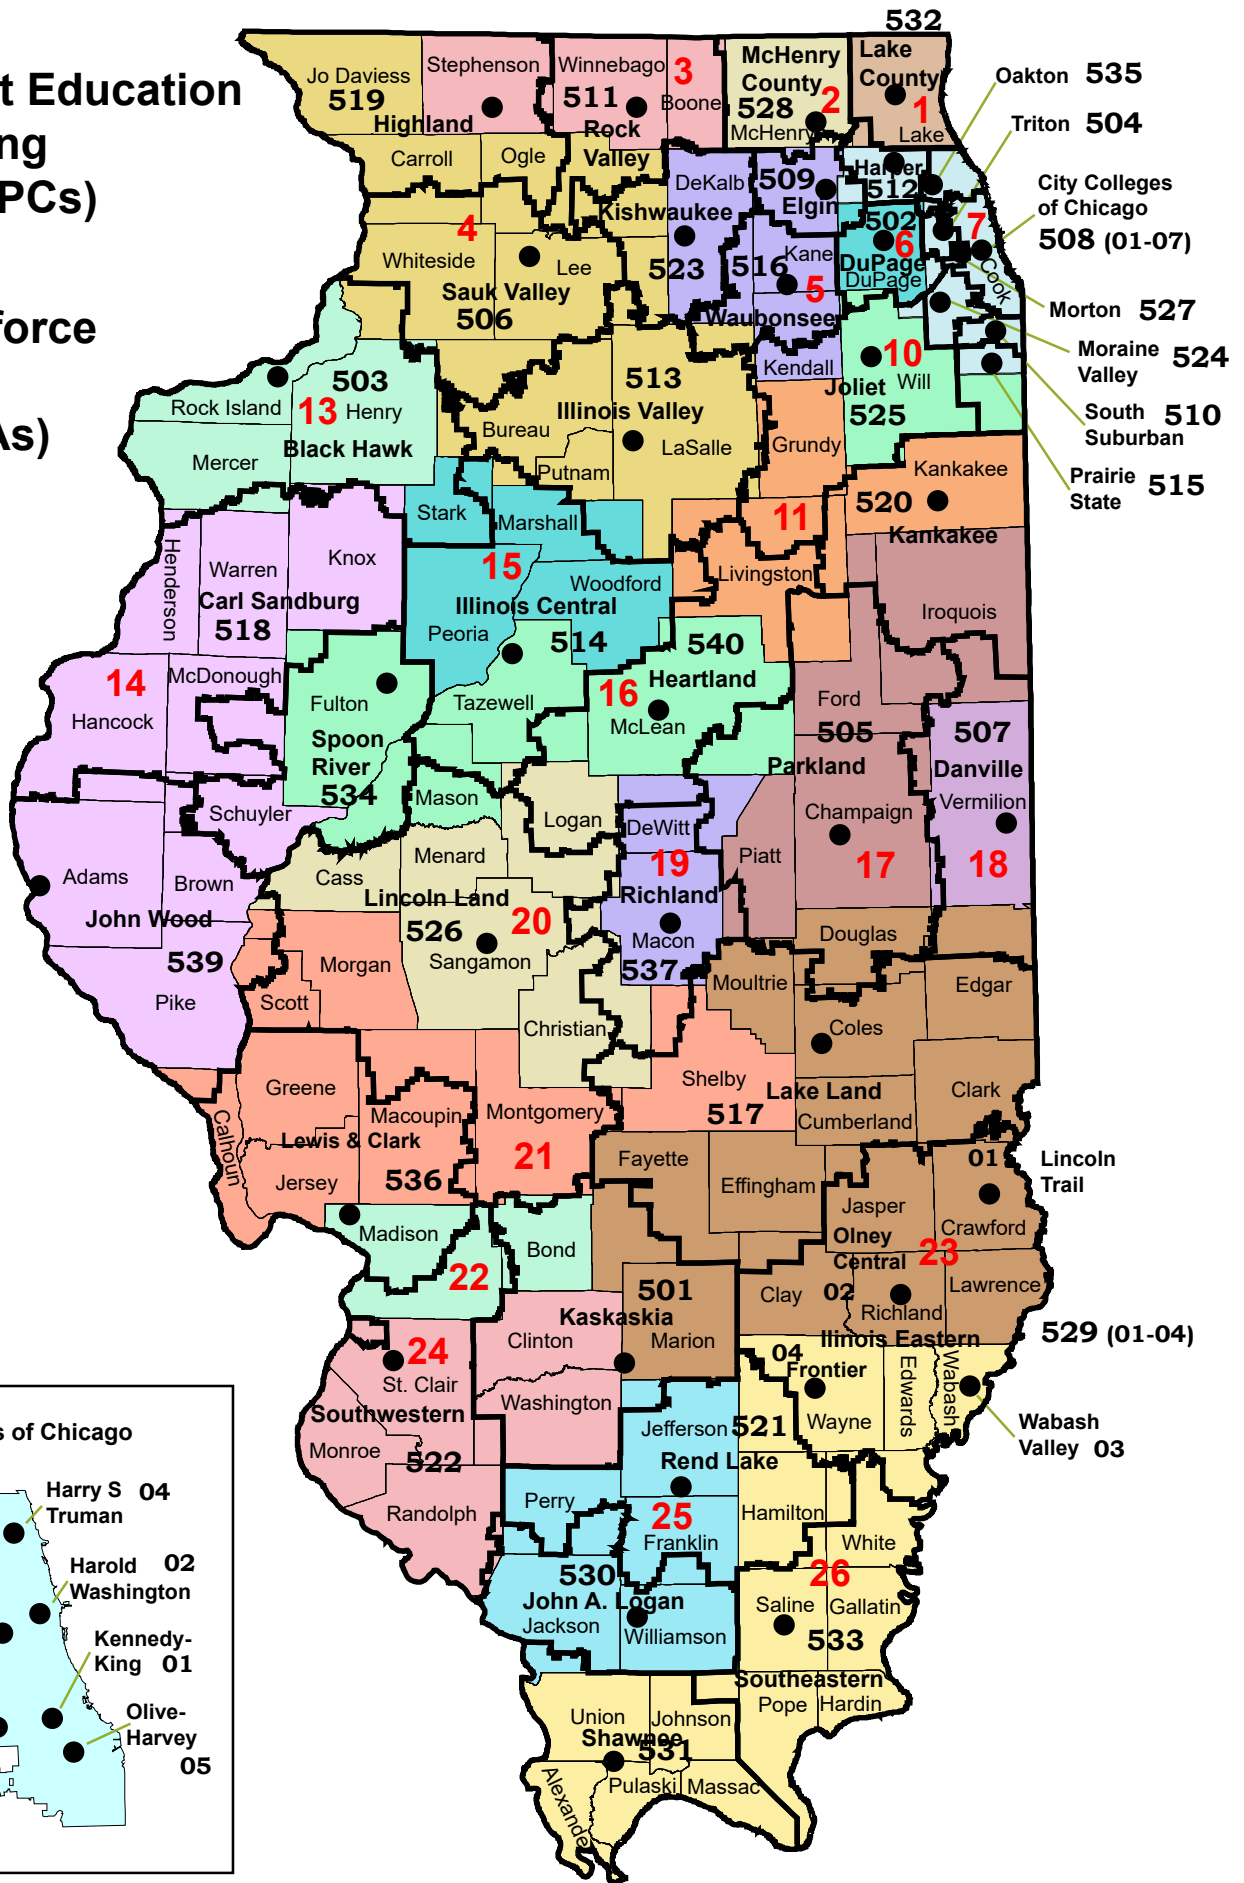 t Education
ng
PCs)
force
As)
532
Jo Daviess
519
Stephenson
Highland
Winnebago
511
3
Boone
Rock
Valley
McHenry
County
528
2
McHenry
Lake
County
1
Lake
Oakton 535
Triton 504
City Colleges
of Chicago
508 (01-07)
Morton 527
Moraine
Valley 524
South
Suburban 510
Prairie
State 515
Carroll
Ogle
DeKalb
Kishwaukee
523
509
Elgin
Harper
512
502
6
DuPage
DuPage
7
Cook
4
Whiteside
Lee
Sauk Valley
506
516
Kane
5
Waubonsee
Kendall
10
Joliet
Will
525
503
13
Henry
Rock Island
Black Hawk
Mercer
513
Illinois Valley
Bureau
LaSalle
Putnam
Grundy
Kankakee
520
Kankakee
11
Livingston
Stark
Marshall
15
Woodford
Illinois Central
Peoria
514
Henderson
Warren
Knox
Carl Sandburg
518
Iroquois
540
Heartland
16
McLean
14
Hancock
McDonough
Fulton
Spoon
River
534
Tazewell
Ford
505
Parkland
507
Danville
Vermilion
18
Mason
Schuyler
Logan
DeWitt
Champaign
17
Piatt
19
Richland
Macon
537
Menard
Cass
Lincoln Land
526
20
Sangamon
Adams
Brown
John Wood
539
Pike
Morgan
Scott
Douglas
Moultrie
Edgar
Coles
Christian
Shelby
517
Lake Land
Cumberland
Clark
Greene
Macoupin
Montgomery
Lewis & Clark
536
21
Calhoun
Jersey
Fayette
Effingham
Jasper
01
Crawford
Lincoln
Trail
Olney
Central
23
Madison
Bond
22
501
Kaskaskia
Marion
Clay
02
Richland
Lawrence
Illinois Eastern
529 (01-04)
Clinton
24
St. Clair
Washington
Southwestern
Monroe
522
Randolph
04
Frontier
Wayne
Edwards
Wabash
Wabash
Valley 03
Jefferson
521
Rend Lake
Perry
25
Franklin
Hamilton
White
26
530
John A. Logan
Jackson
Williamson
Saline
Gallatin
533
Southeastern
Pope
Hardin
Union
Johnson
Shawnee
531
Pulaski
Massac
Alexander
s of Chicago
Harry S 04
Truman
Harold 02
Washington
Kennedy-
King 01
Olive-
Harvey
05